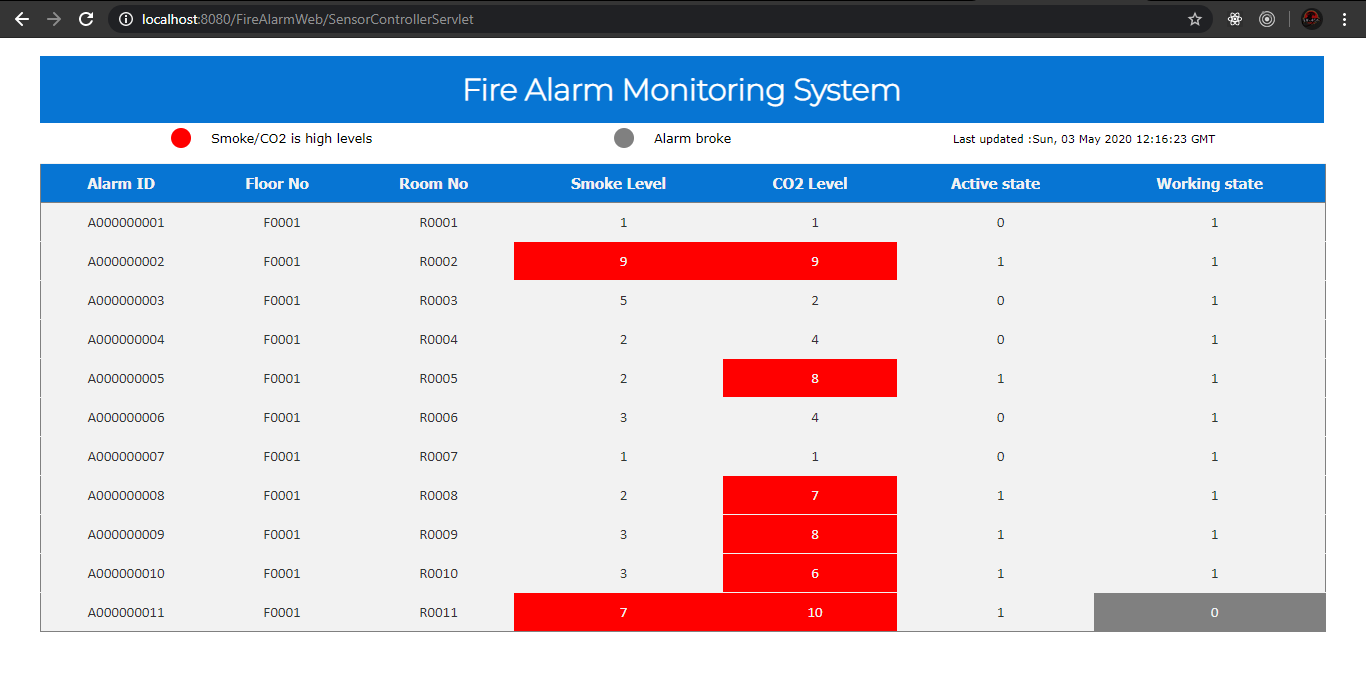 localhost:8080/FireAlarmWeb/SensorControllerServlet
Fire Alarm Monitoring System
Smoke/CO2 is high levels Alarm broke Last updated :Sun, 03 May 2020 12:16:23 GMT
Alarm ID Floor No Room No Smoke Level CO2 Level Active state Working state
A000000001 F0001 R0001 1 1 0 1
A000000002 F0001 R0002 9 9 1 1
A000000003 F0001 R0003 5 2 0 1
A000000004 F0001 R0004 2 4 0 1
A000000005 F0001 R0005 2 8 1 1
A000000006 F0001 R0006 3 4 0 1
A000000007 F0001 R0007 1 1 0 1
A000000008 F0001 R0008 2 7 1 1
A000000009 F0001 R0009 3 8 1 1
A000000010 F0001 R0010 3 6 1 1
A000000011 F0001 R0011 7 10 1 0